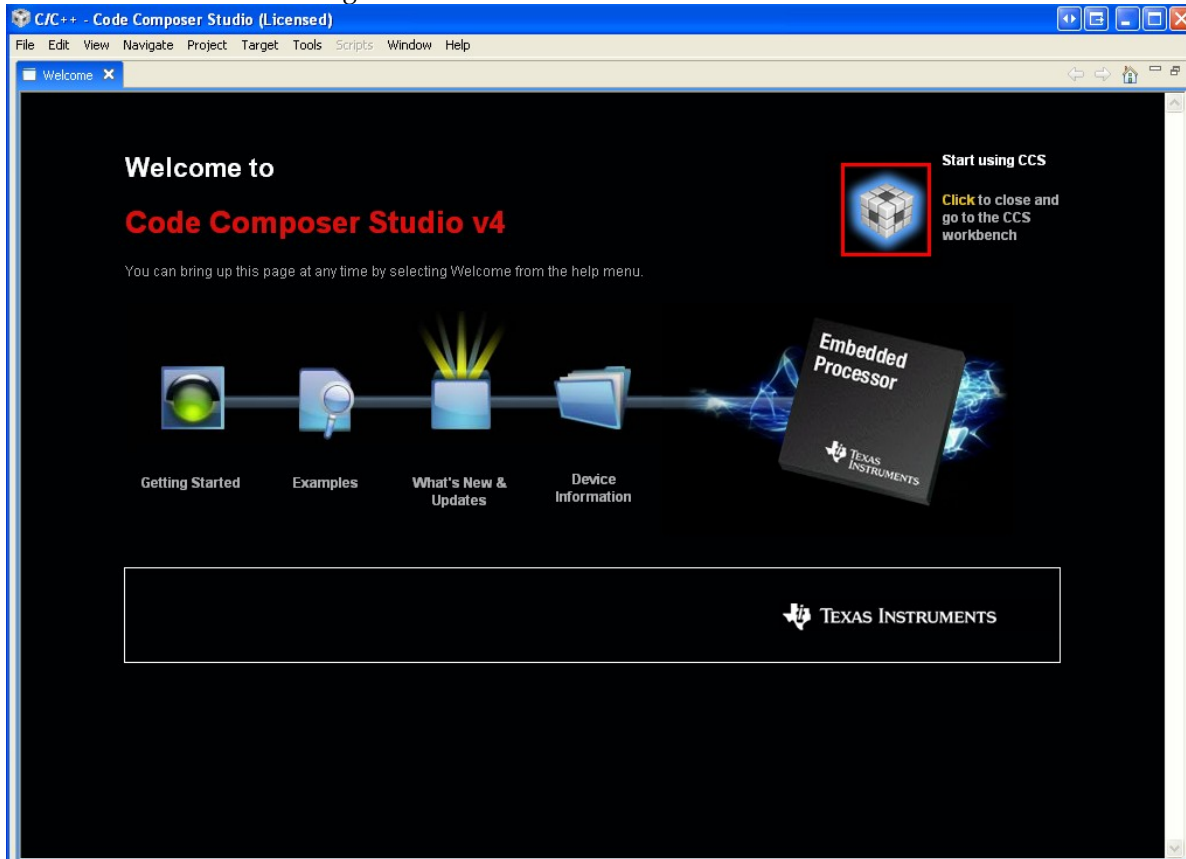 C/C++ - Code Composer Studio (Licensed)
File Edit View Navigate Project Target Tools Scripts Window Help
Welcome
Welcome to
Code Composer Studio v4
You can bring up this page at any time by selecting Welcome from the help menu.
Start using CCS
Click to close and
go to the CCS
workbench
Embedded
Processor
TEXAS
INSTRUMENTS
Getting Started
Examples
What's New &
Updates
Device
Information
TEXAS INSTRUMENTS